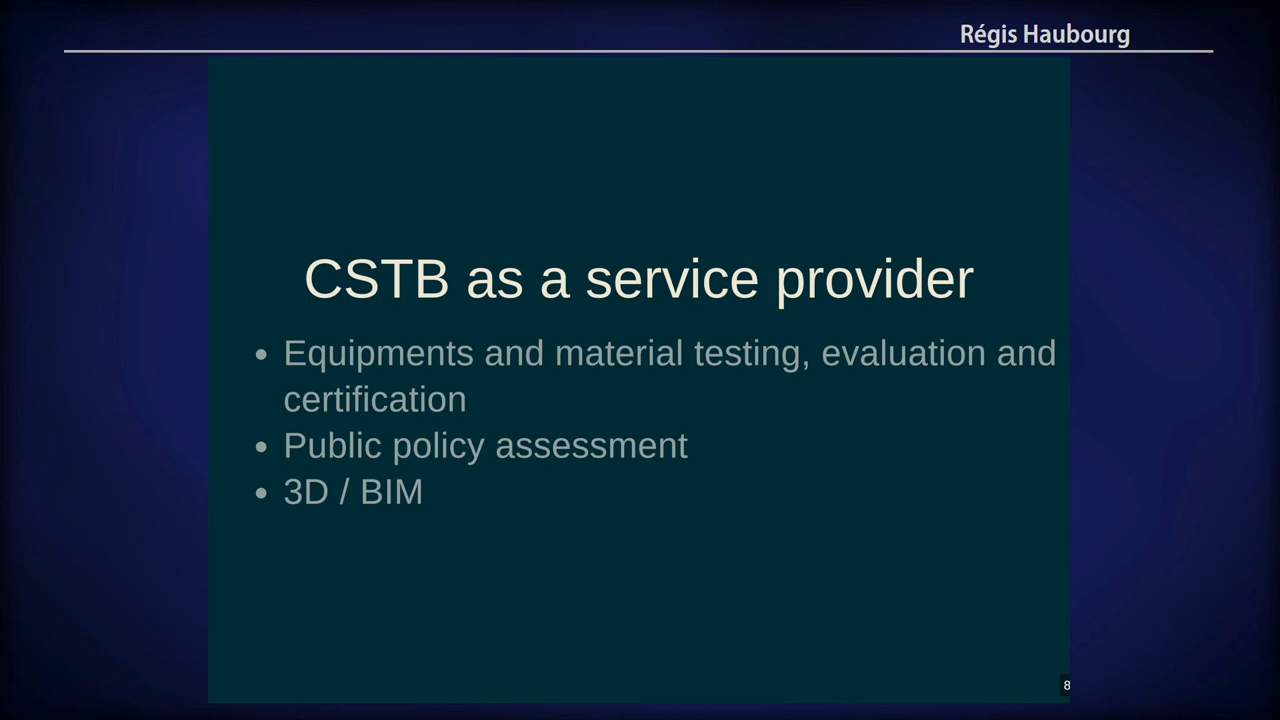 Régis Haubourg
CSTB as a service provider
• Equipments and material testing, evaluation and
certification
• Public policy assessment
• 3D / BIM
8